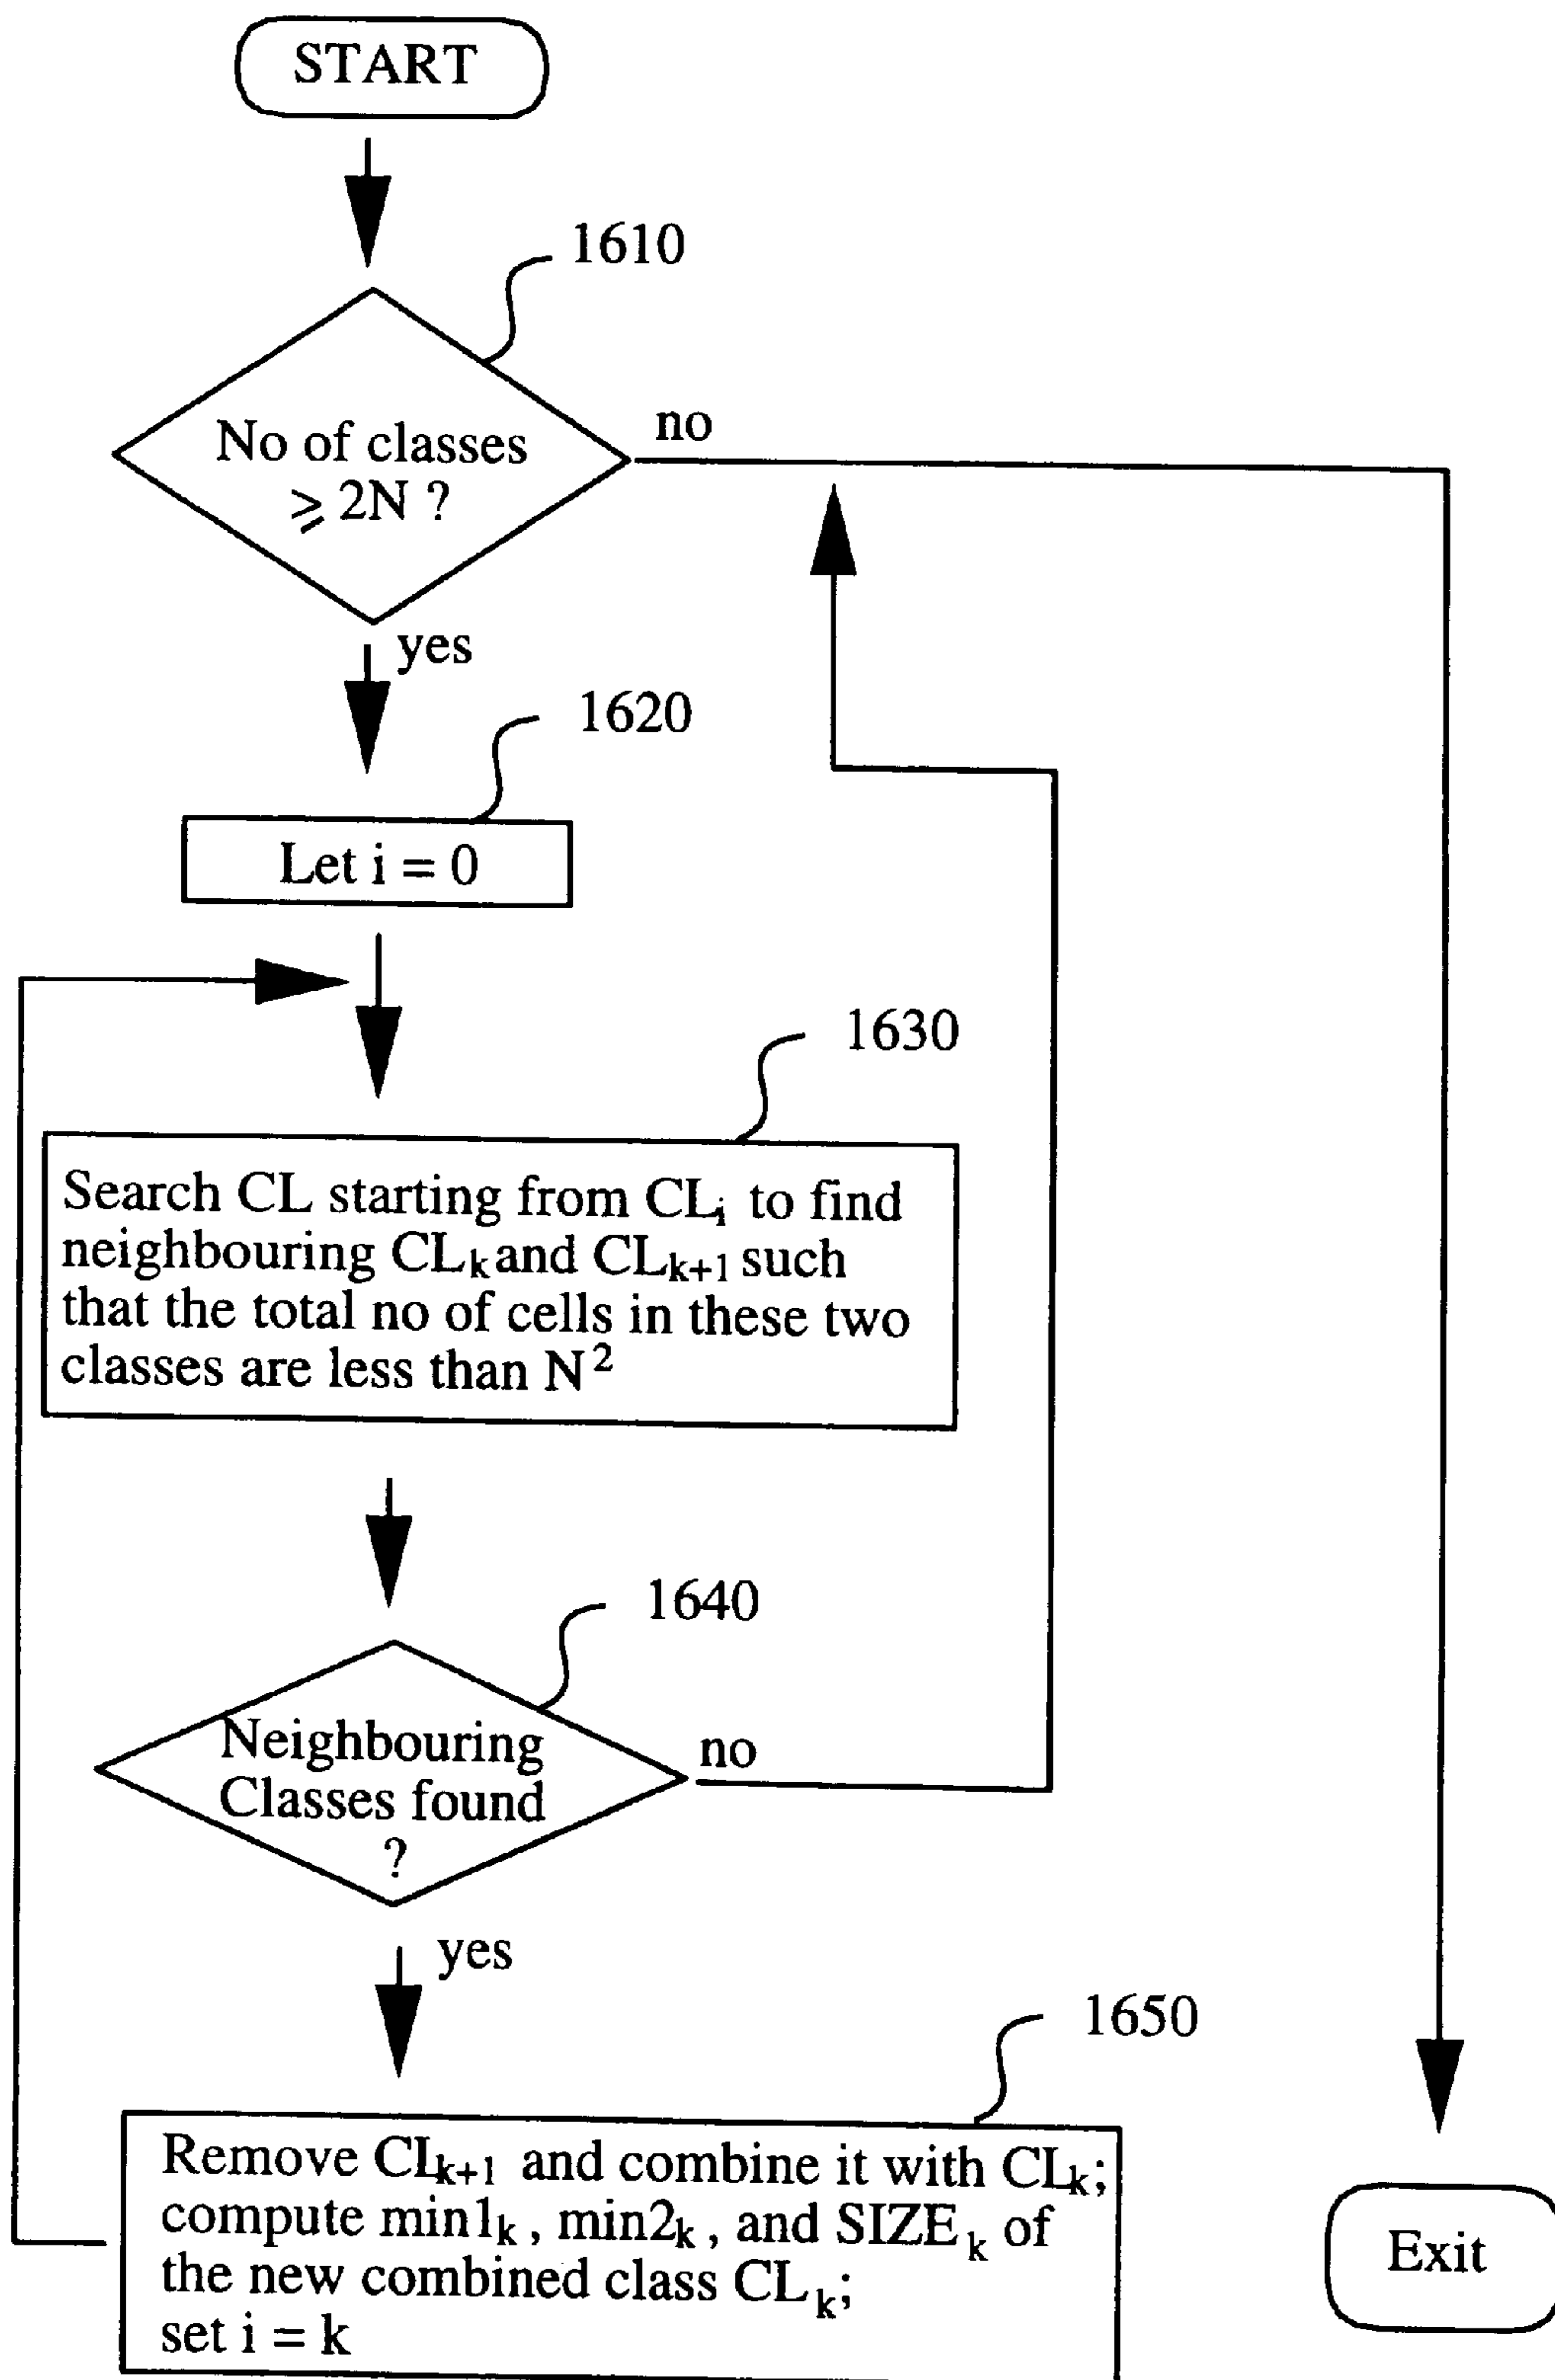 START
1610
No of classes
⩾ 2N ?
no
yes
1620
Let i = 0
1630
Search CL starting from CLᵢ to find
neighbouring CLₖ and CLₖ₊₁ such
that the total no of cells in these two
classes are less than N²
1640
Neighbouring
Classes found
?
no
yes
1650
Remove CLₖ₊₁ and combine it with CLₖ;
compute min1ₖ, min2ₖ, and SIZEₖ of
the new combined class CLₖ;
set i = k
Exit